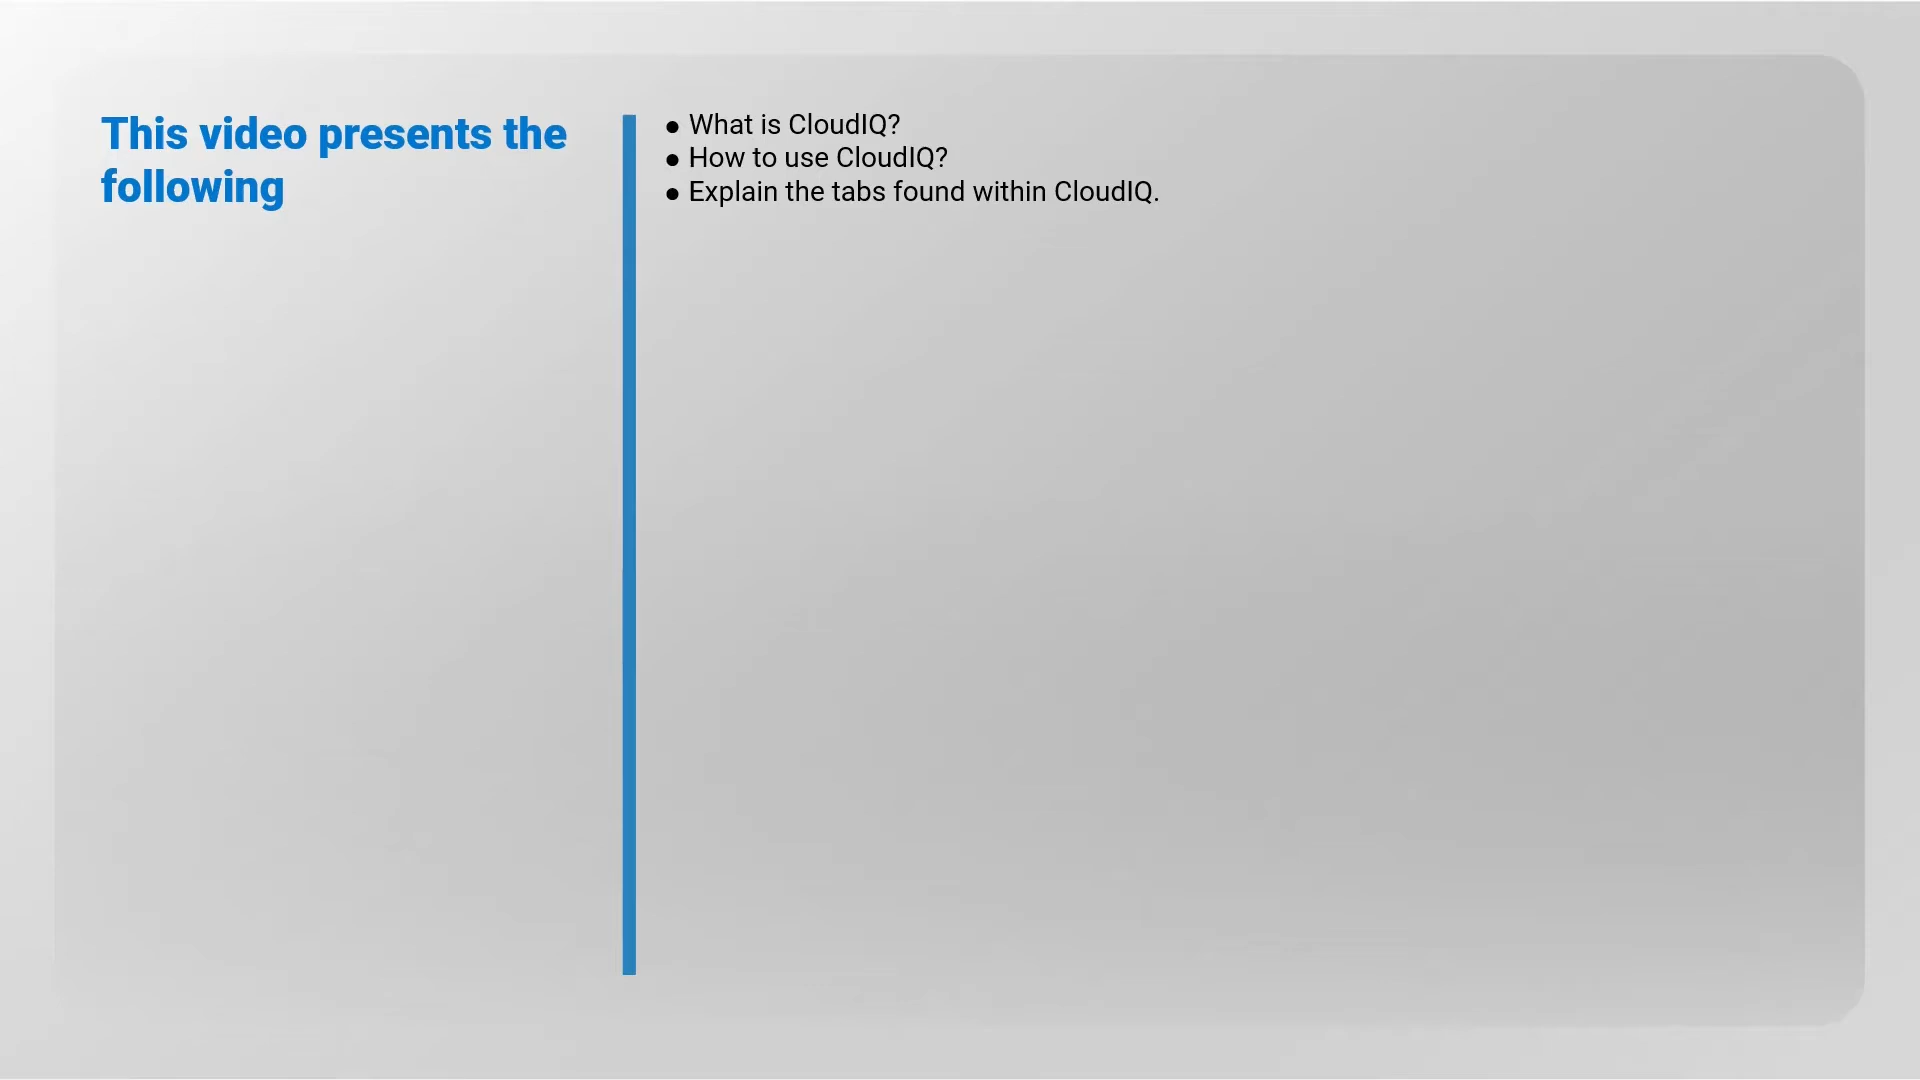 This video presents the
following
● What is CloudIQ?
● How to use CloudIQ?
● Explain the tabs found within CloudIQ.